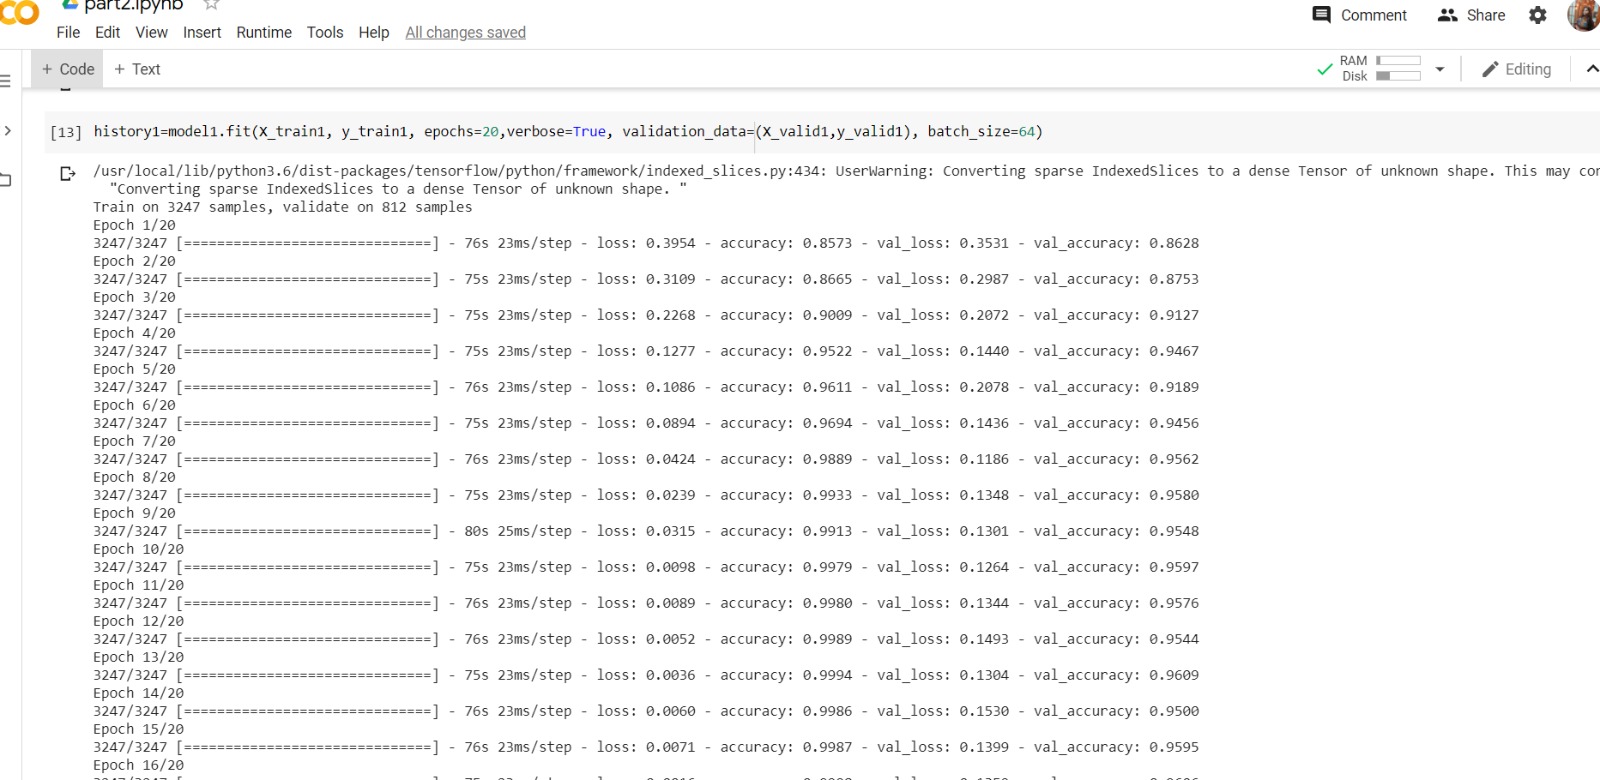 part2.ipynb
File Edit View Insert Runtime Tools Help All changes saved
Comment Share
+ Code + Text
RAM
Disk
Editing
[13] history1=model1.fit(X_train1, y_train1, epochs=20,verbose=True, validation_data=(X_valid1,y_valid1), batch_size=64)
/usr/local/lib/python3.6/dist-packages/tensorflow/python/framework/indexed_slices.py:434: UserWarning: Converting sparse IndexedSlices to a dense Tensor of unknown shape. This may con
"Converting sparse IndexedSlices to a dense Tensor of unknown shape. "
Train on 3247 samples, validate on 812 samples
Epoch 1/20
3247/3247 [==============================] - 76s 23ms/step - loss: 0.3954 - accuracy: 0.8573 - val_loss: 0.3531 - val_accuracy: 0.8628
Epoch 2/20
3247/3247 [==============================] - 75s 23ms/step - loss: 0.3109 - accuracy: 0.8665 - val_loss: 0.2987 - val_accuracy: 0.8753
Epoch 3/20
3247/3247 [==============================] - 75s 23ms/step - loss: 0.2268 - accuracy: 0.9009 - val_loss: 0.2072 - val_accuracy: 0.9127
Epoch 4/20
3247/3247 [==============================] - 75s 23ms/step - loss: 0.1277 - accuracy: 0.9522 - val_loss: 0.1440 - val_accuracy: 0.9467
Epoch 5/20
3247/3247 [==============================] - 76s 23ms/step - loss: 0.1086 - accuracy: 0.9611 - val_loss: 0.2078 - val_accuracy: 0.9189
Epoch 6/20
3247/3247 [==============================] - 75s 23ms/step - loss: 0.0894 - accuracy: 0.9694 - val_loss: 0.1436 - val_accuracy: 0.9456
Epoch 7/20
3247/3247 [==============================] - 76s 23ms/step - loss: 0.0424 - accuracy: 0.9889 - val_loss: 0.1186 - val_accuracy: 0.9562
Epoch 8/20
3247/3247 [==============================] - 75s 23ms/step - loss: 0.0239 - accuracy: 0.9933 - val_loss: 0.1348 - val_accuracy: 0.9580
Epoch 9/20
3247/3247 [==============================] - 80s 25ms/step - loss: 0.0315 - accuracy: 0.9913 - val_loss: 0.1301 - val_accuracy: 0.9548
Epoch 10/20
3247/3247 [==============================] - 75s 23ms/step - loss: 0.0098 - accuracy: 0.9979 - val_loss: 0.1264 - val_accuracy: 0.9597
Epoch 11/20
3247/3247 [==============================] - 76s 23ms/step - loss: 0.0089 - accuracy: 0.9980 - val_loss: 0.1344 - val_accuracy: 0.9576
Epoch 12/20
3247/3247 [==============================] - 76s 23ms/step - loss: 0.0052 - accuracy: 0.9989 - val_loss: 0.1493 - val_accuracy: 0.9544
Epoch 13/20
3247/3247 [==============================] - 75s 23ms/step - loss: 0.0036 - accuracy: 0.9994 - val_loss: 0.1304 - val_accuracy: 0.9609
Epoch 14/20
3247/3247 [==============================] - 76s 23ms/step - loss: 0.0060 - accuracy: 0.9986 - val_loss: 0.1530 - val_accuracy: 0.9500
Epoch 15/20
3247/3247 [==============================] - 76s 23ms/step - loss: 0.0071 - accuracy: 0.9987 - val_loss: 0.1399 - val_accuracy: 0.9595
Epoch 16/20